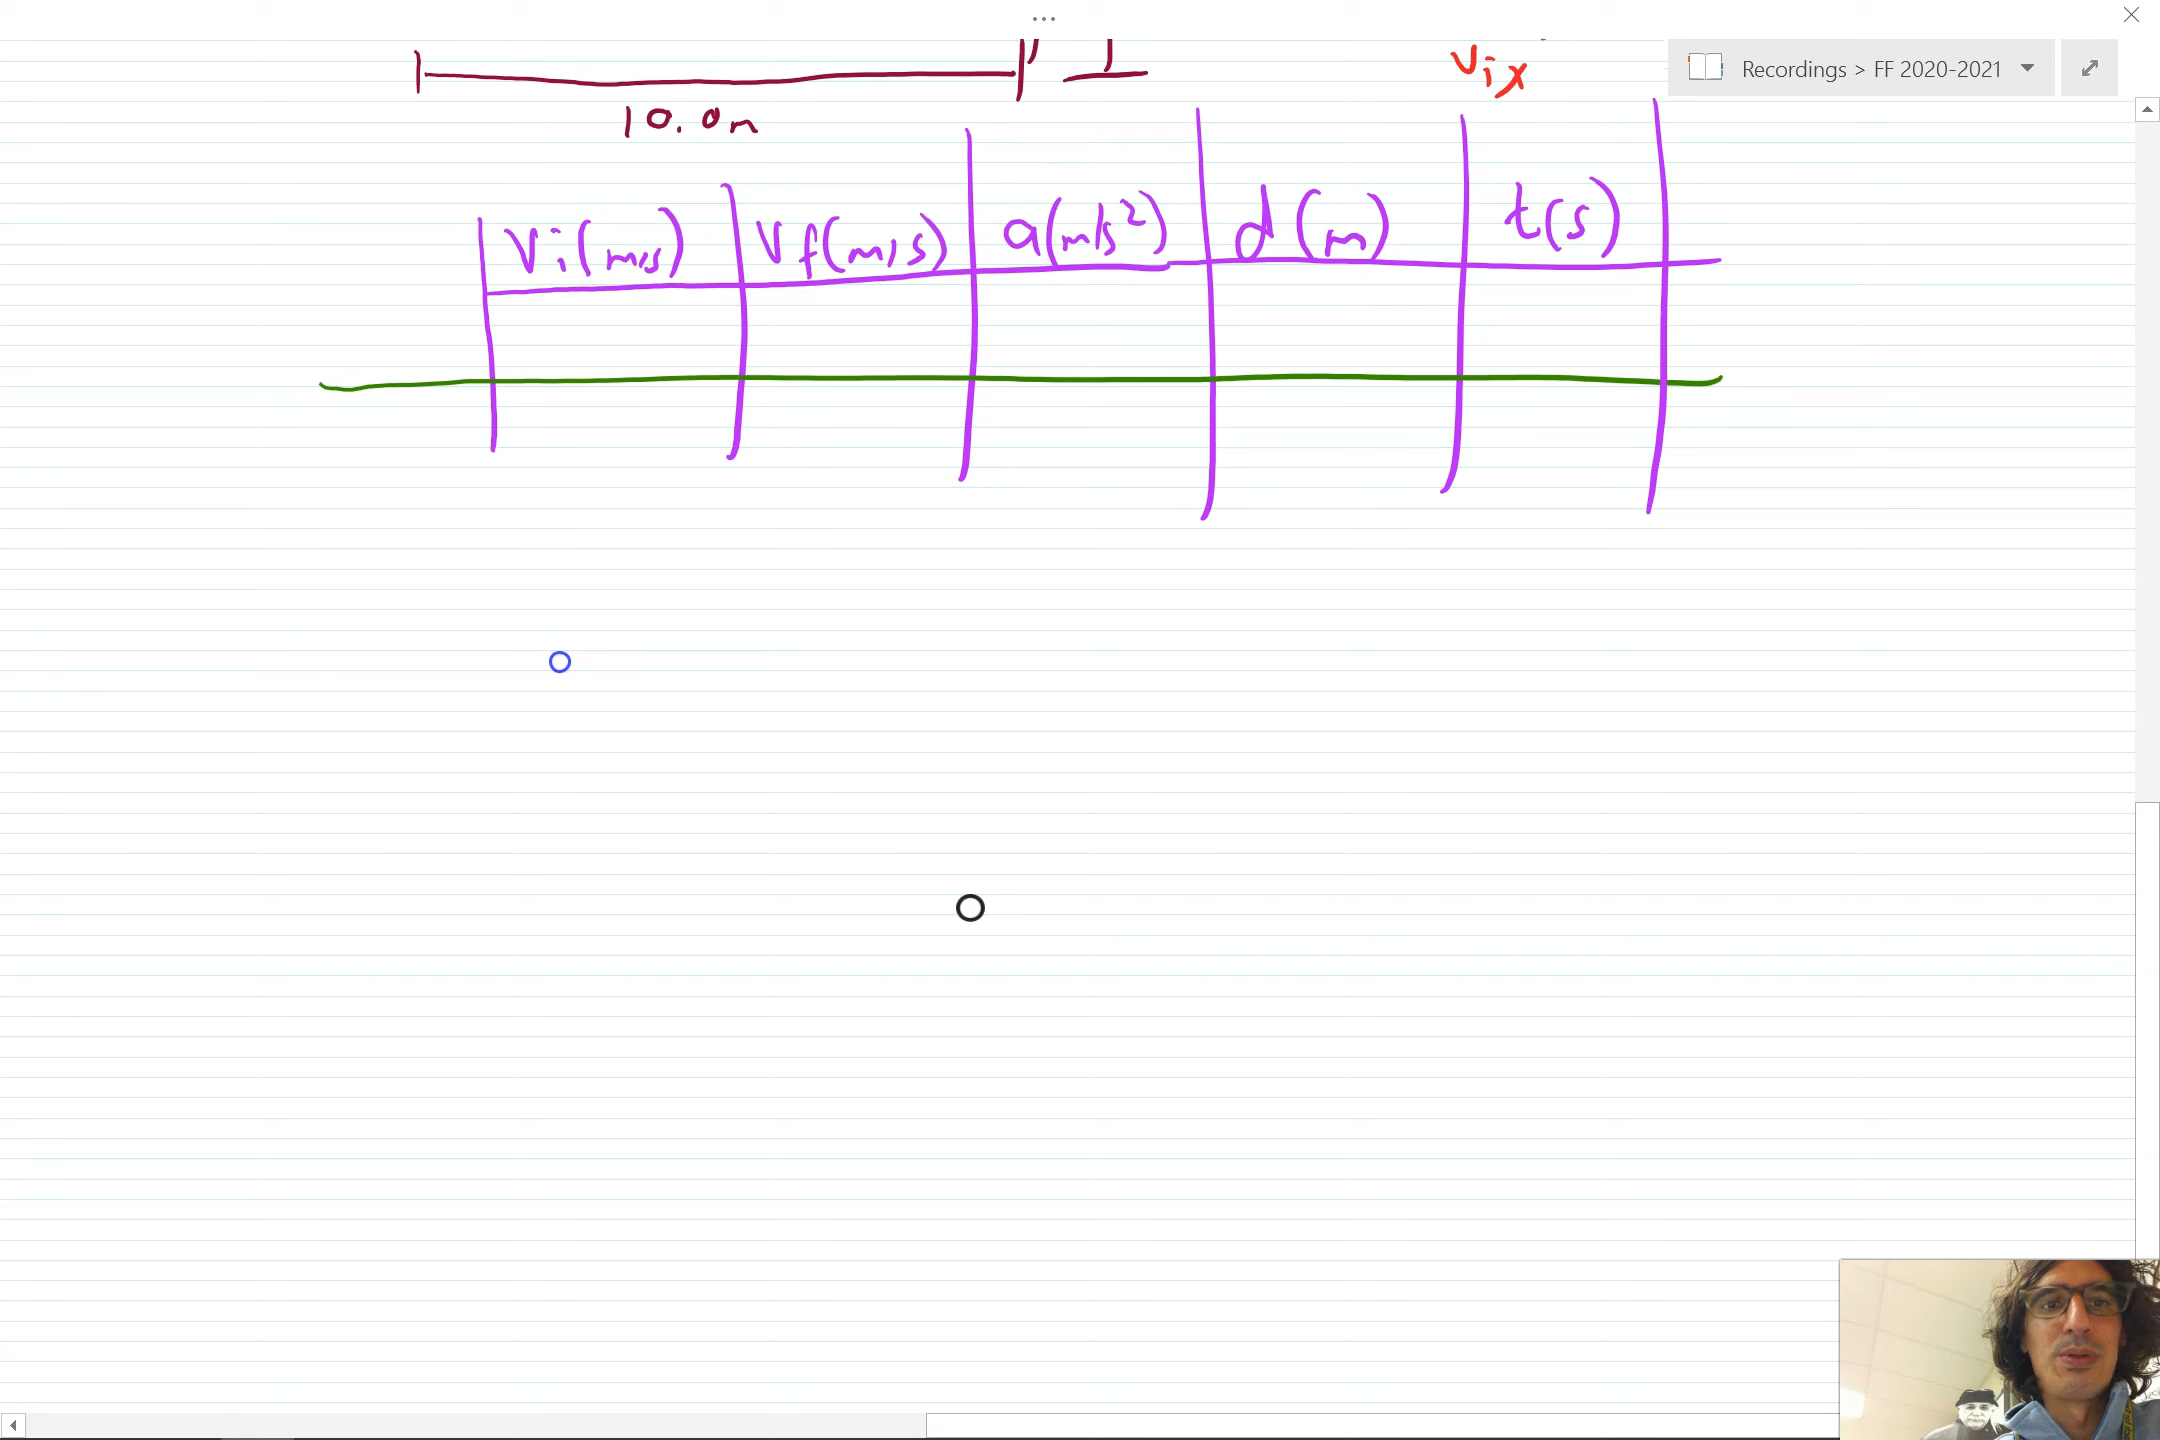 Recordings > FF 2020-2021
Vix
10.0m
Vi(m/s) Vf(m/s) a(m/s²) d(m) t(s)